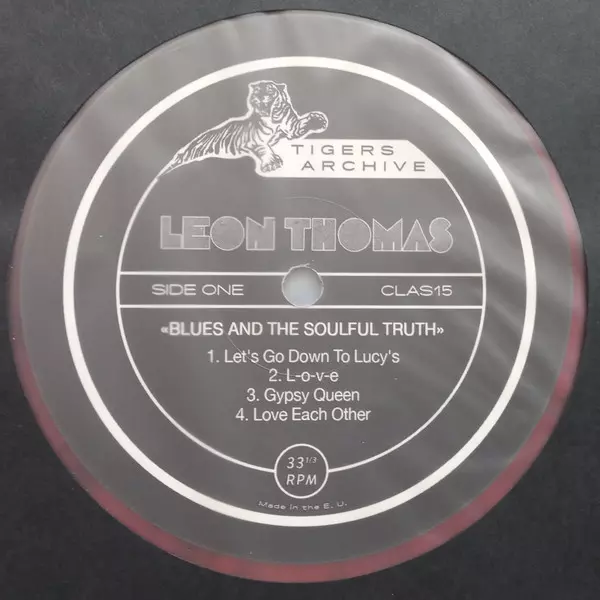 TIGERS
ARCHIVE
LEON THOMAS
SIDE ONE
CLAS15
«BLUES AND THE SOULFUL TRUTH»
1. Let's Go Down To Lucy's
2. L-o-v-e
3. Gypsy Queen
4. Love Each Other
33 1/3
RPM
Made in the E. U.